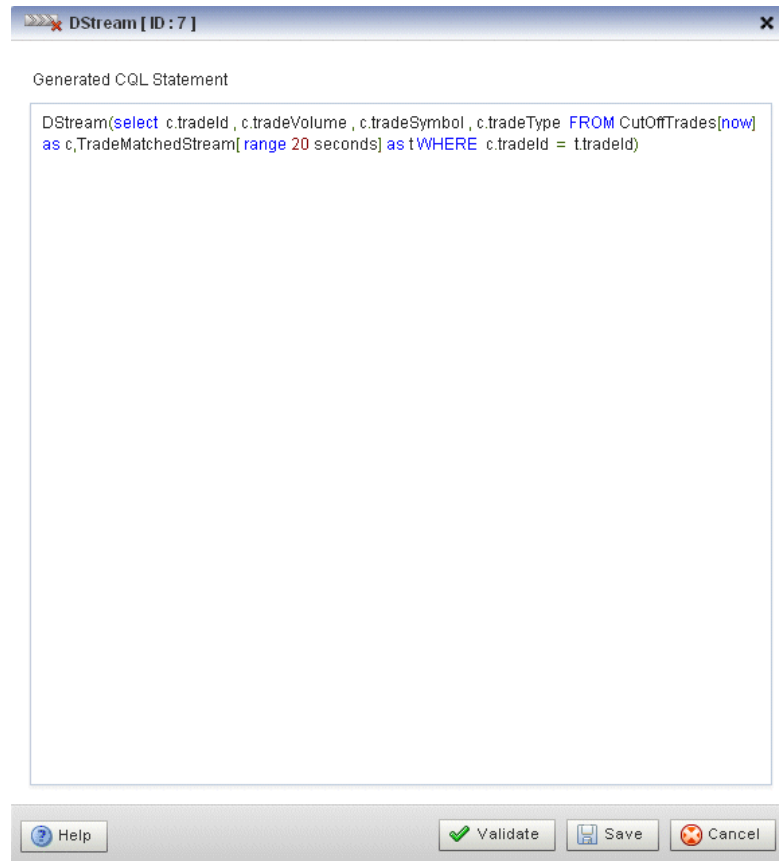 DStream [ ID : 7 ]
Generated CQL Statement
DStream(select c.tradeId , c.tradeVolume , c.tradeSymbol , c.tradeType FROM CutOffTrades[now]
as c,TradeMatchedStream[ range 20 seconds] as t WHERE c.tradeId = t.tradeId)
Help Validate Save Cancel